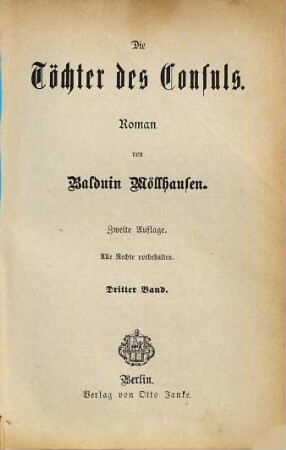 Die
Töchter des Consuls.
Roman
von
Balduin Möllhausen.
Zweite Auflage.
Alle Rechte vorbehalten.
Dritter Band.
Berlin.
Verlag von Otto Janke.